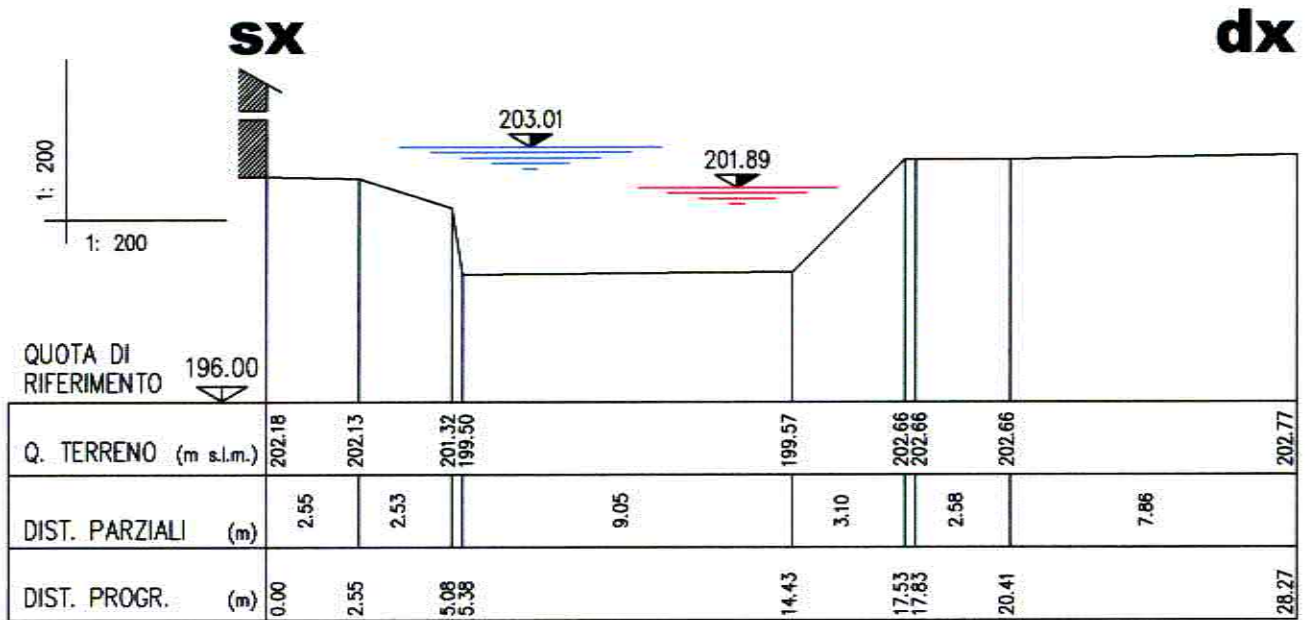 sx
dx
203.01
201.89
1: 200
1: 200
QUOTA DI
RIFERIMENTO
196.00
Q. TERRENO (m s.l.m.) 202.18 202.13 201.32 199.50 199.57 202.66 202.66 202.66 202.77
DIST. PARZIALI (m) 2.55 2.53 9.05 3.10 2.58 7.86
DIST. PROGR. (m) 0.00 2.55 5.08 5.38 14.43 17.53 17.83 20.41 28.27